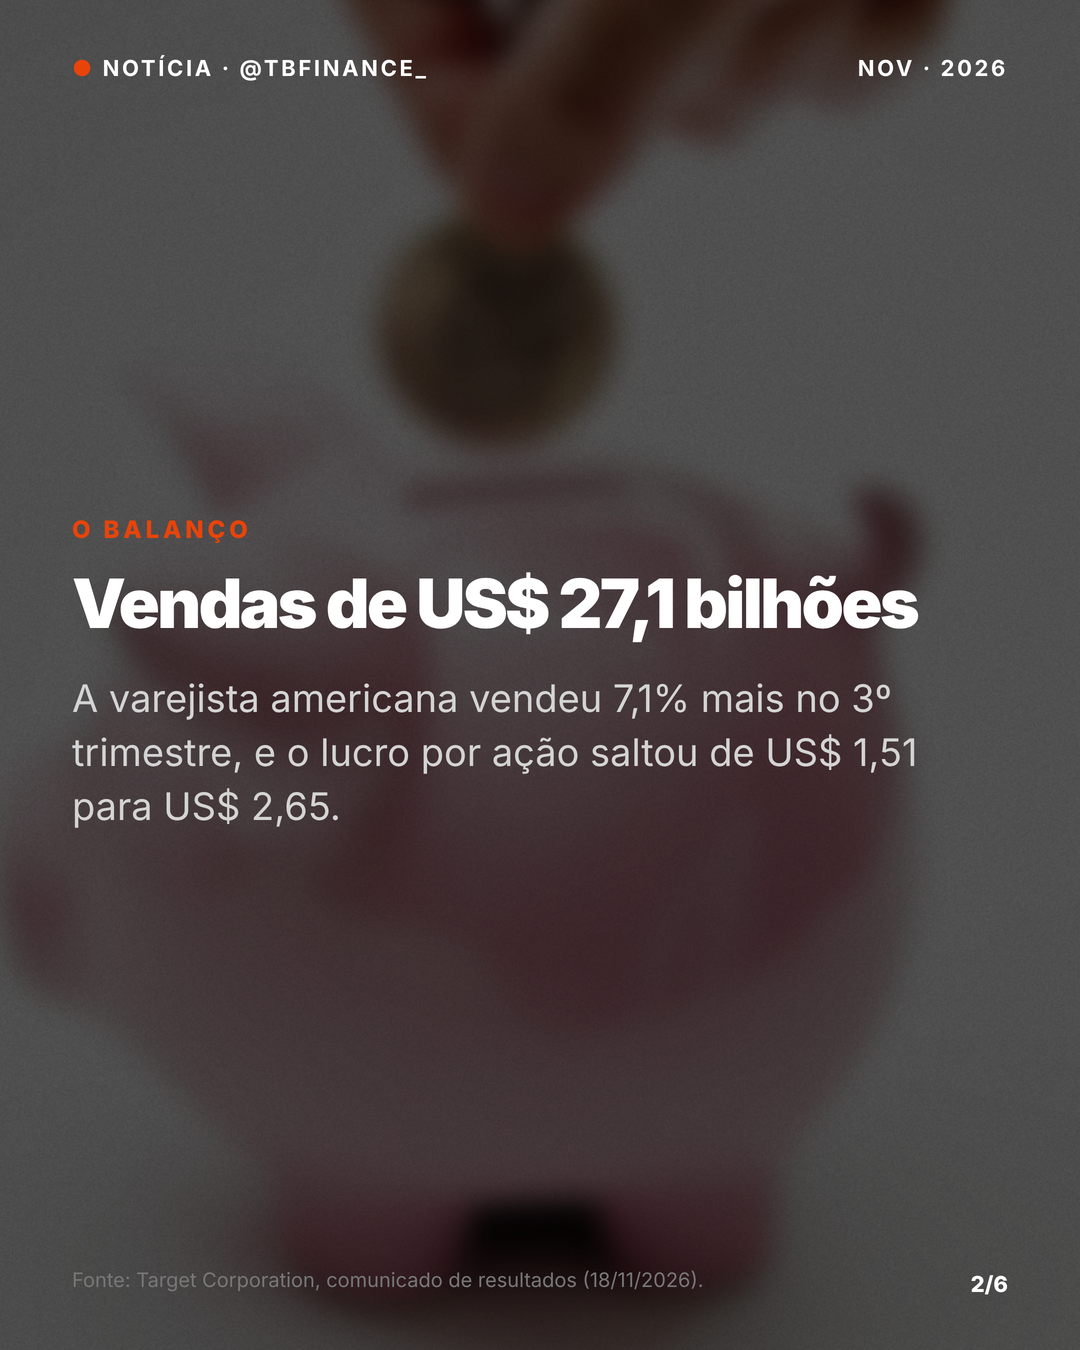 NOTÍCIA · @TBFINANCE_
NOV · 2026
O BALANÇO
Vendas de US$ 27,1 bilhões
A varejista americana vendeu 7,1% mais no 3º
trimestre, e o lucro por ação saltou de US$ 1,51
para US$ 2,65.
Fonte: Target Corporation, comunicado de resultados (18/11/2026).
2/6